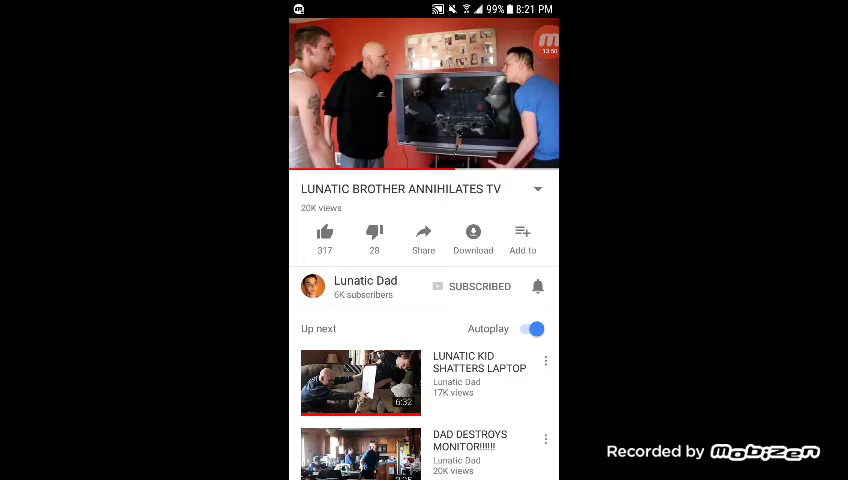 99% 8:21 PM
13:50
LUNATIC BROTHER ANNIHILATES TV
20K views
317 28 Share Download Add to
Lunatic Dad
6K subscribers
SUBSCRIBED
Up next
Autoplay
LUNATIC KID
SHATTERS LAPTOP
Lunatic Dad
17K views
6:32
DAD DESTROYS
MONITOR!!!!!!
Lunatic Dad
20K views
Recorded by mobizen